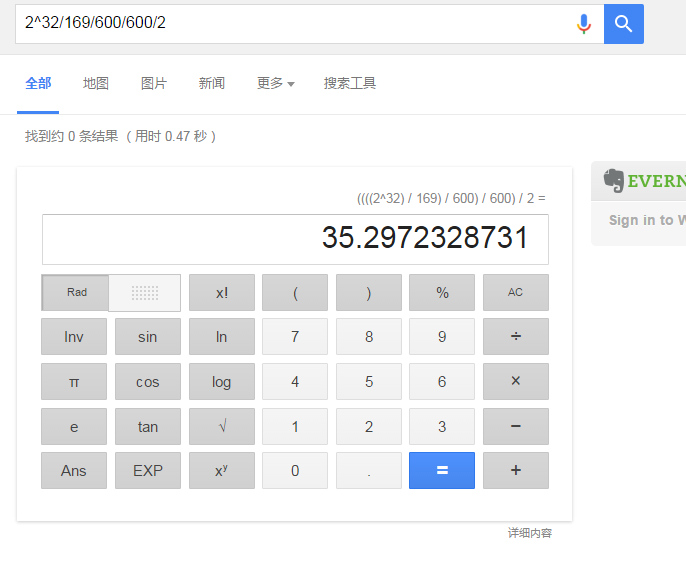 2^32/169/600/600/2
全部 地图 图片 新闻 更多 搜索工具
找到约 0 条结果 （用时 0.47 秒）
((((2^32) / 169) / 600) / 600) / 2 =
35.2972328731
Rad x! ( ) % AC
Inv sin ln 7 8 9 ÷
π cos log 4 5 6 ×
e tan √ 1 2 3 −
Ans EXP xʸ 0 . = +
详细内容
EVERN
Sign in to W